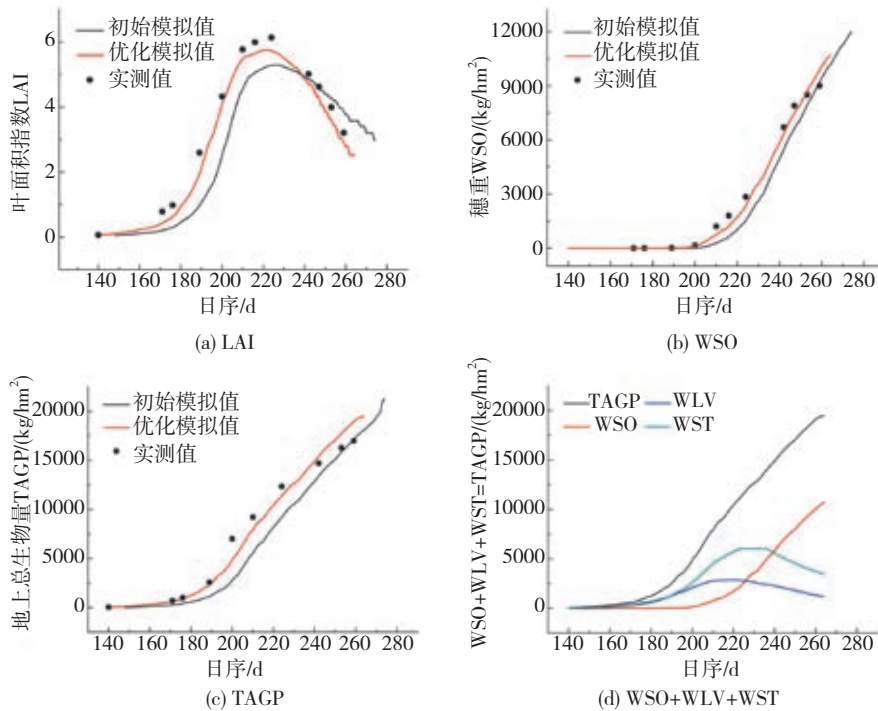 初始模拟值
优化模拟值
实测值
叶面积指数LAI
6
4
2
0
140 160 180 200 220 240 260 280
日序/d
(a) LAI
初始模拟值
优化模拟值
实测值
穗重WSO/(kg/hm²)
12000
9000
6000
3000
0
140 160 180 200 220 240 260 280
日序/d
(b) WSO
初始模拟值
优化模拟值
实测值
地上总生物量TAGP/(kg/hm²)
20000
15000
10000
5000
0
140 160 180 200 220 240 260 280
日序/d
(c) TAGP
TAGP WLV
WSO WST
WSO+WLV+WST=TAGP/(kg/hm²)
20000
15000
10000
5000
0
140 160 180 200 220 240 260 280
日序/d
(d) WSO+WLV+WST